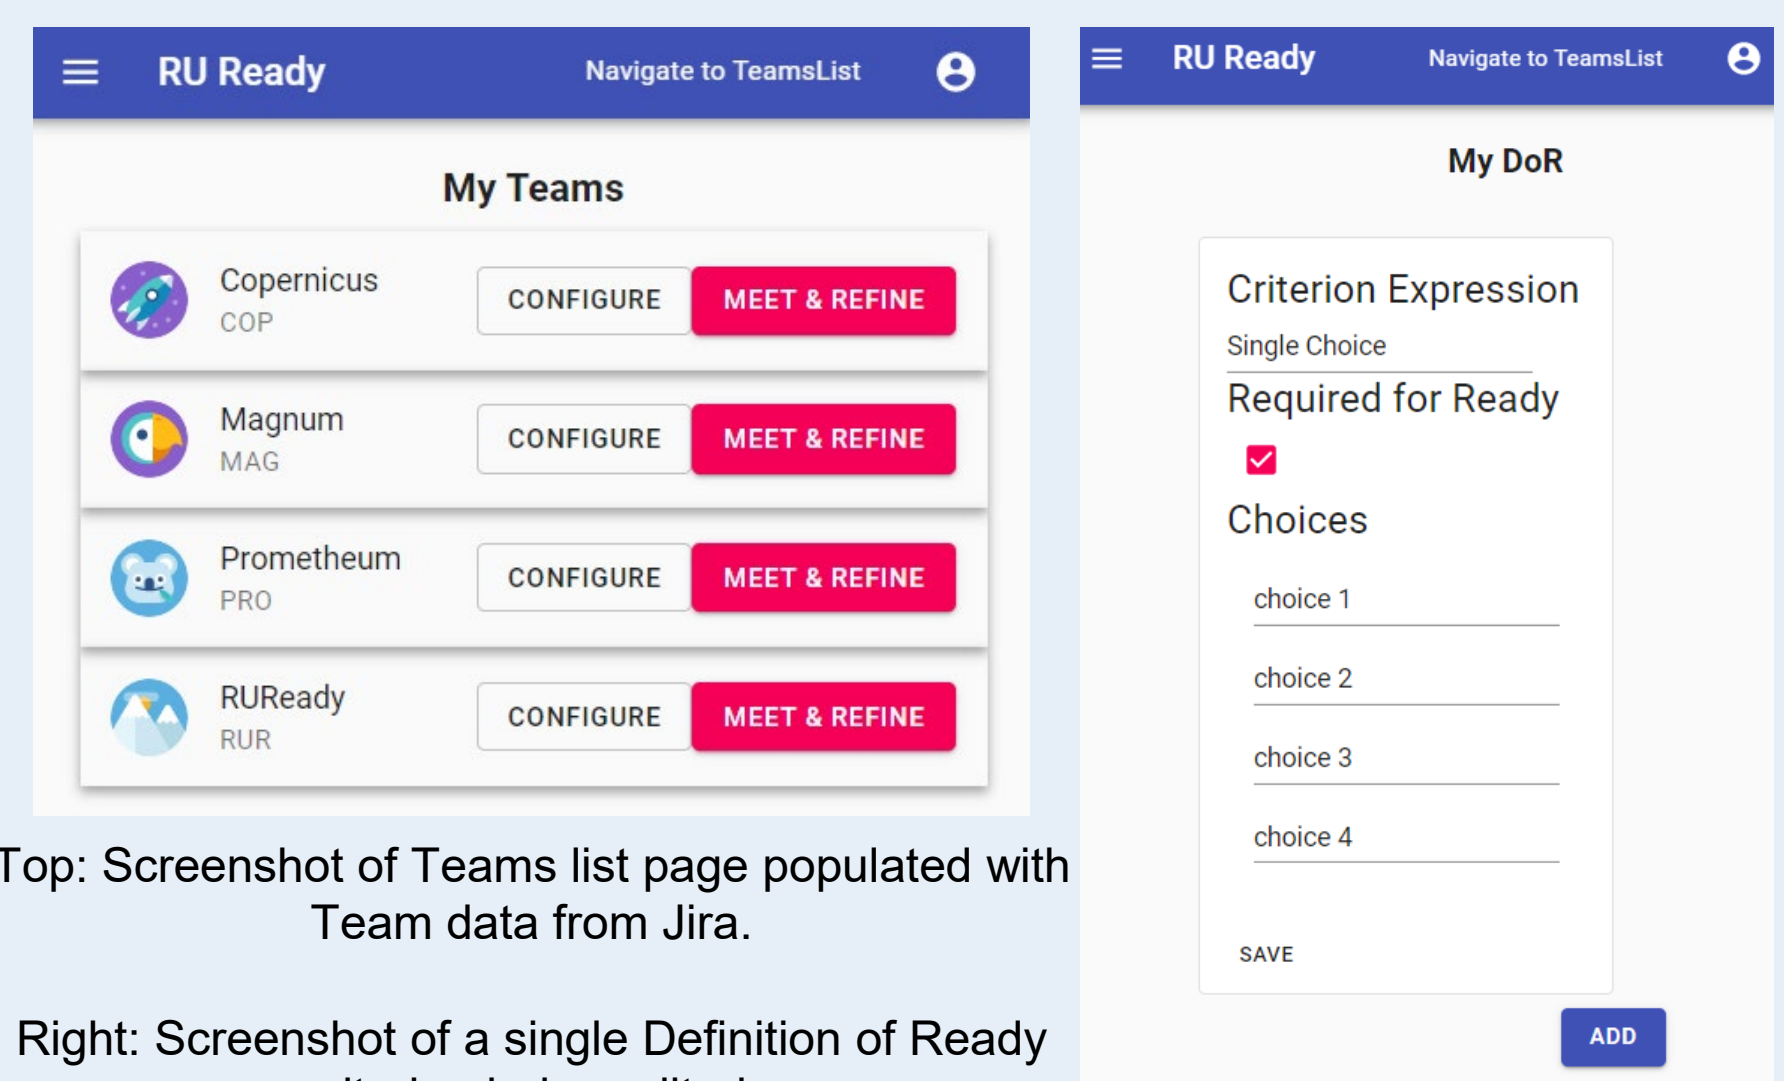 RU Ready Navigate to TeamsList
My Teams
Copernicus
COP
CONFIGURE MEET & REFINE
Magnum
MAG
CONFIGURE MEET & REFINE
Prometheum
PRO
CONFIGURE MEET & REFINE
RUReady
RUR
CONFIGURE MEET & REFINE
Top: Screenshot of Teams list page populated with
Team data from Jira.
Right: Screenshot of a single Definition of Ready
RU Ready Navigate to TeamsList
My DoR
Criterion Expression
Single Choice
Required for Ready
Choices
choice 1
choice 2
choice 3
choice 4
SAVE
ADD